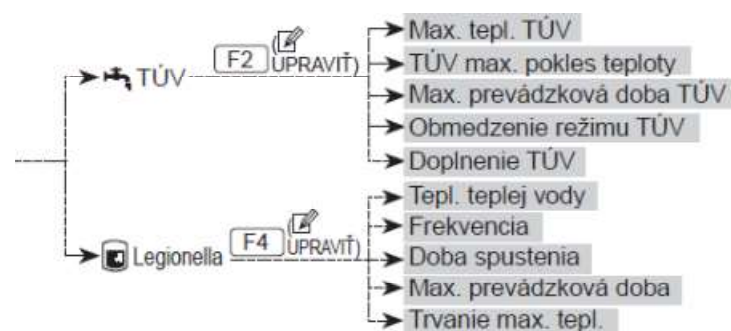 TÚV
F2
(
UPRAVIŤ)
Max. tepl. TÚV
TÚV max. pokles teploty
Max. prevádzková doba TÚV
Obmedzenie režimu TÚV
Doplnenie TÚV
Legionella
F4
(
UPRAVIŤ)
Tepl. teplej vody
Frekvencia
Doba spustenia
Max. prevádzková doba
Trvanie max. tepl.